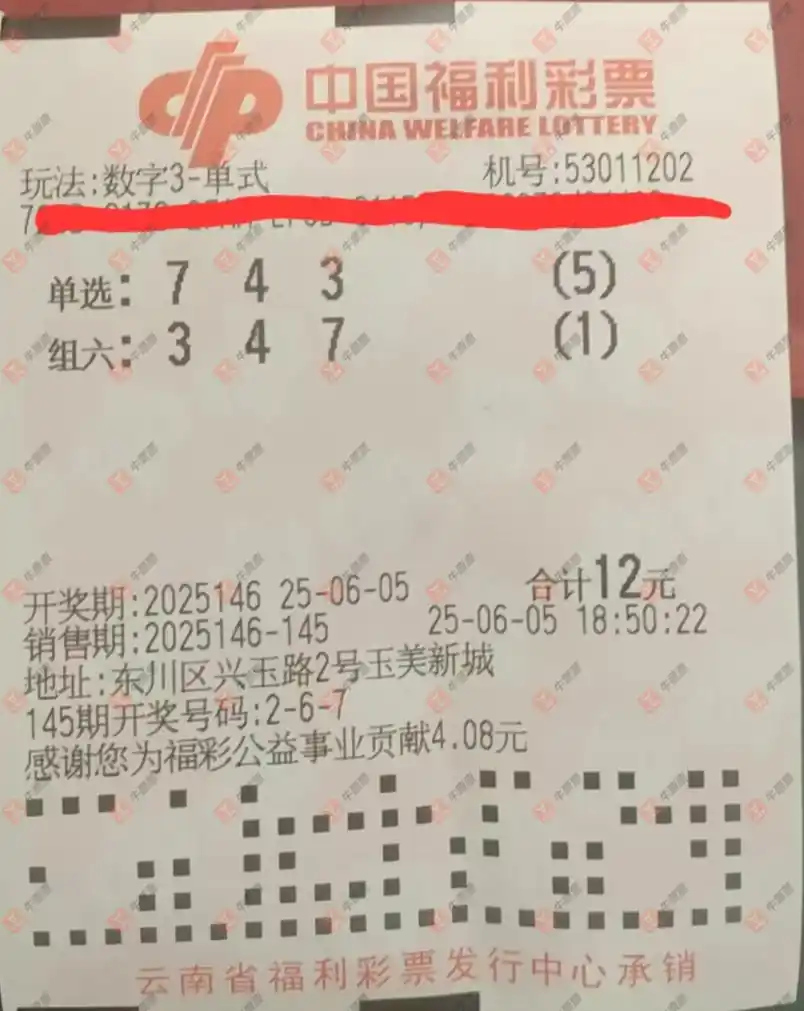 中国福利彩票
CHINA WELFARE LOTTERY
玩法:数字3-单式 机号:53011202
单选: 7 4 3 (5)
组六: 3 4 7 (1)
开奖期:2025146 25-06-05 合计12元
销售期:2025146-145 25-06-05 18:50:22
地址:东川区兴玉路2号玉美新城
145期开奖号码:2-6-7
感谢您为福彩公益事业贡献4.08元
云南省福利彩票发行中心承销